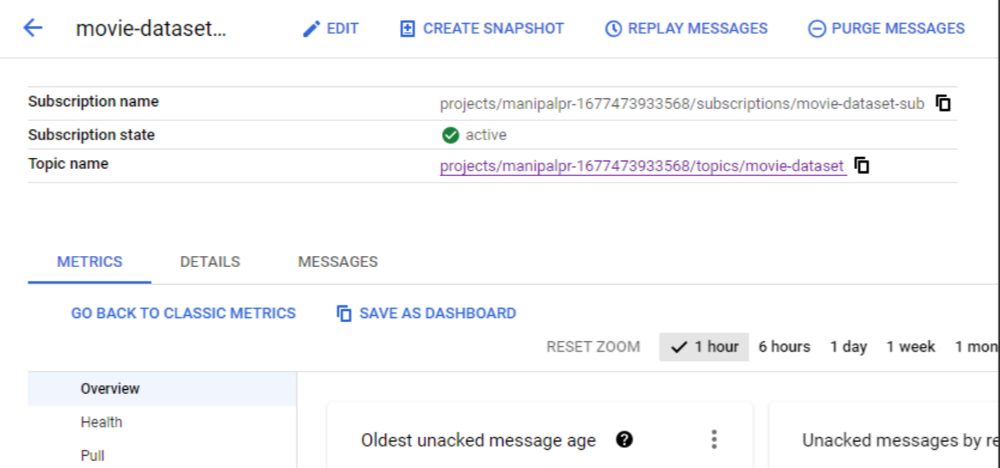 movie-dataset... EDIT CREATE SNAPSHOT REPLAY MESSAGES PURGE MESSAGES
Subscription name projects/manipalpr-1677473933568/subscriptions/movie-dataset-sub
Subscription state active
Topic name projects/manipalpr-1677473933568/topics/movie-dataset
METRICS DETAILS MESSAGES
GO BACK TO CLASSIC METRICS SAVE AS DASHBOARD
RESET ZOOM 1 hour 6 hours 1 day 1 week 1 mon
Overview
Health
Oldest unacked message age Unacked messages by re
Pull